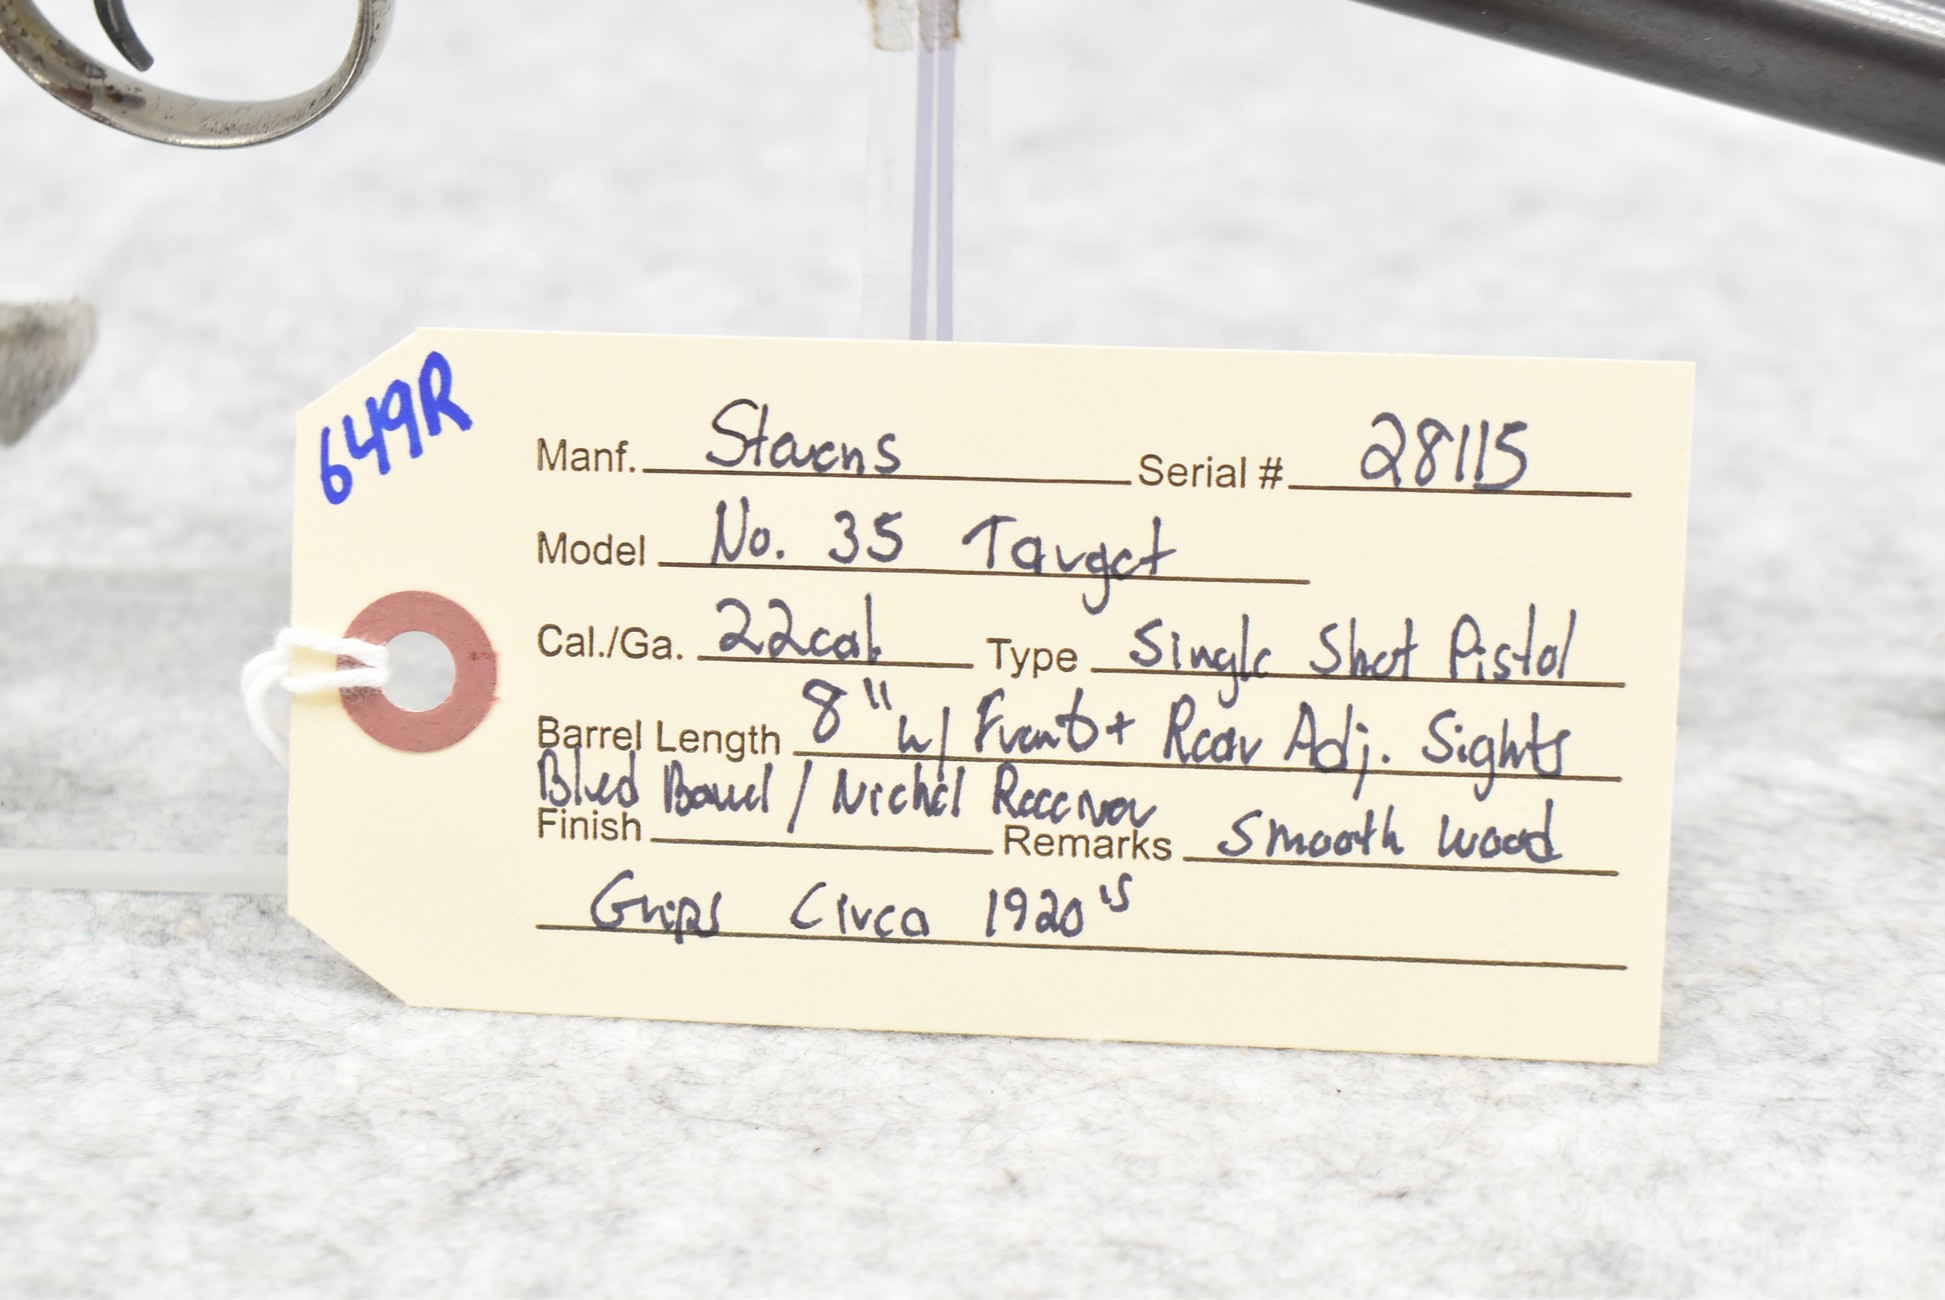 649R
Manf. Stevens Serial # 28115
Model No. 35 Target
Cal./Ga. 22cal Type Single Shot Pistol
Barrel Length 8" w/ Front + Rear Adj. Sights
Blued Barrel / Nickel Receiver
Finish Remarks Smooth Wood
Grips Circa 1920's